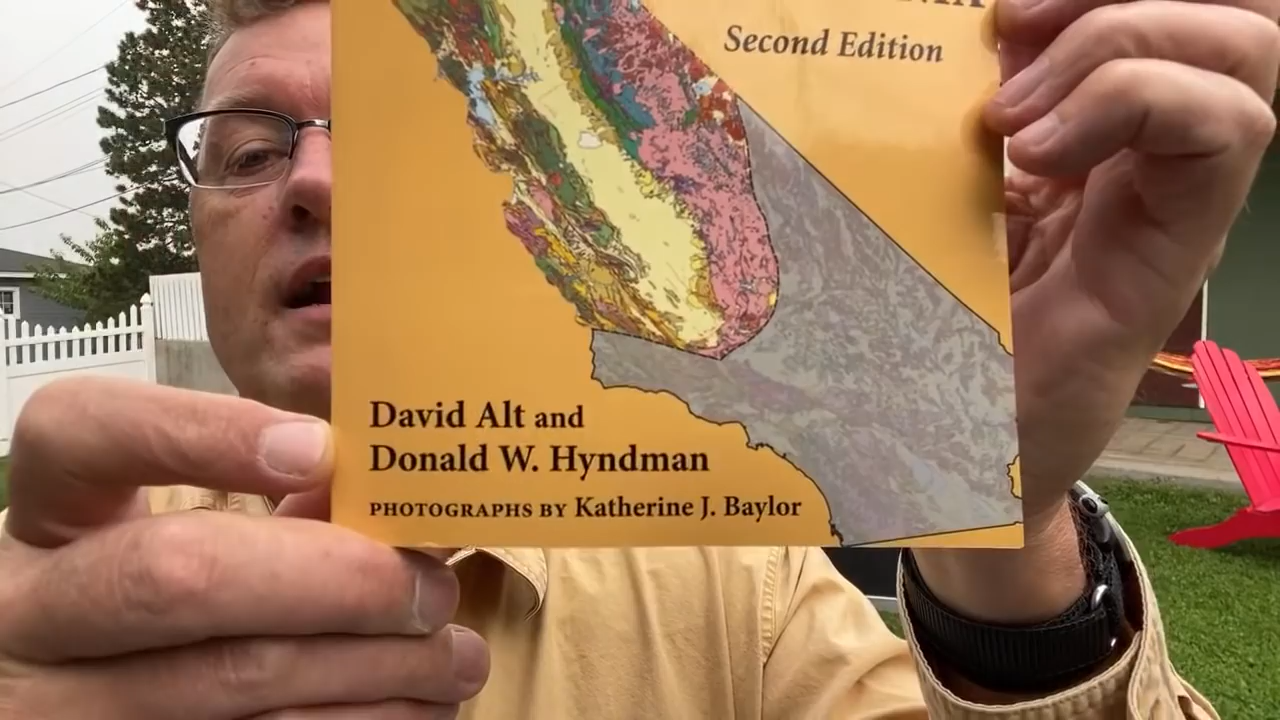 Second Edition
David Alt and
Donald W. Hyndman
PHOTOGRAPHS BY Katherine J. Baylor